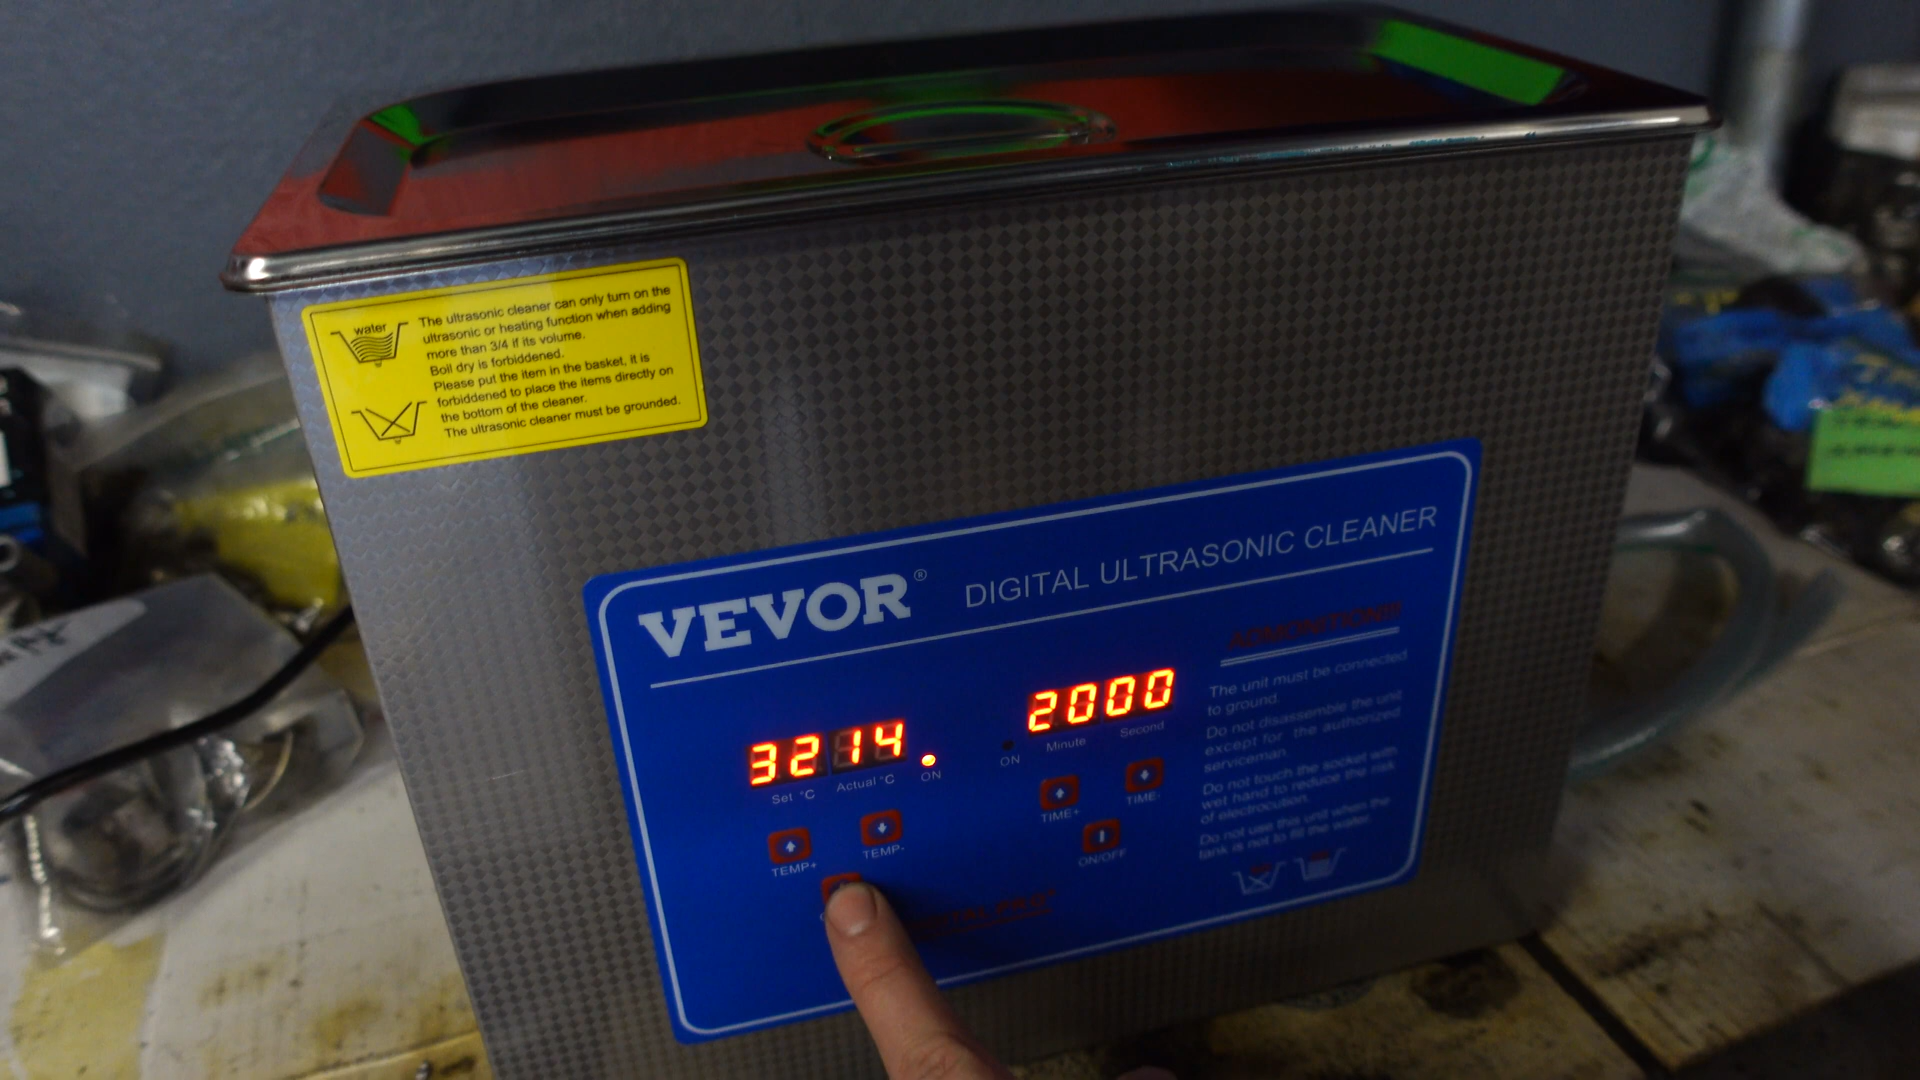 water
The ultrasonic cleaner can only turn on the
ultrasonic or heating function when adding
more than 3/4 if its volume.
Boil dry is forbiddened.
Please put the item in the basket, it is
forbiddened to place the items directly on
the bottom of the cleaner.
The ultrasonic cleaner must be grounded.
VEVOR® DIGITAL ULTRASONIC CLEANER
3214
Set °C Actual °C ON
2000
ON Minute Second
TEMP+ TEMP-
TIME+ TIME-
ON/OFF
ADMONITION!!!
The unit must be connected
to ground.
Do not disassemble the unit
except for the authorized
serviceman.
Do not touch the socket with
wet hand to reduce the risk
of electrocution.
Do not use this unit when the
tank is not to fill the water.